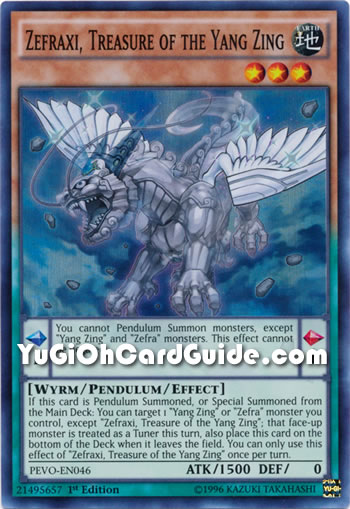 ZEFRAXI, TREASURE OF THE YANG ZING
EARTH
地
You cannot Pendulum Summon monsters, except
"Yang Zing" and "Zefra" monsters. This effect cannot
YuGiOhCardGuide.com
[WYRM/PENDULUM/EFFECT]
If this card is Pendulum Summoned, or Special Summoned
from the Main Deck: You can target 1 "Yang Zing" or "Zefra" monster you
control, except "Zefraxi, Treasure of the Yang Zing"; that face-up
monster is treated as a Tuner this turn, also place this card on
the bottom of the Deck when it leaves the field. You can only use this
effect of "Zefraxi, Treasure of the Yang Zing" once per turn.
PEVO-EN046
ATK/1500 DEF/ 0
21495657 1st Edition
©1996 KAZUKI TAKAHASHI